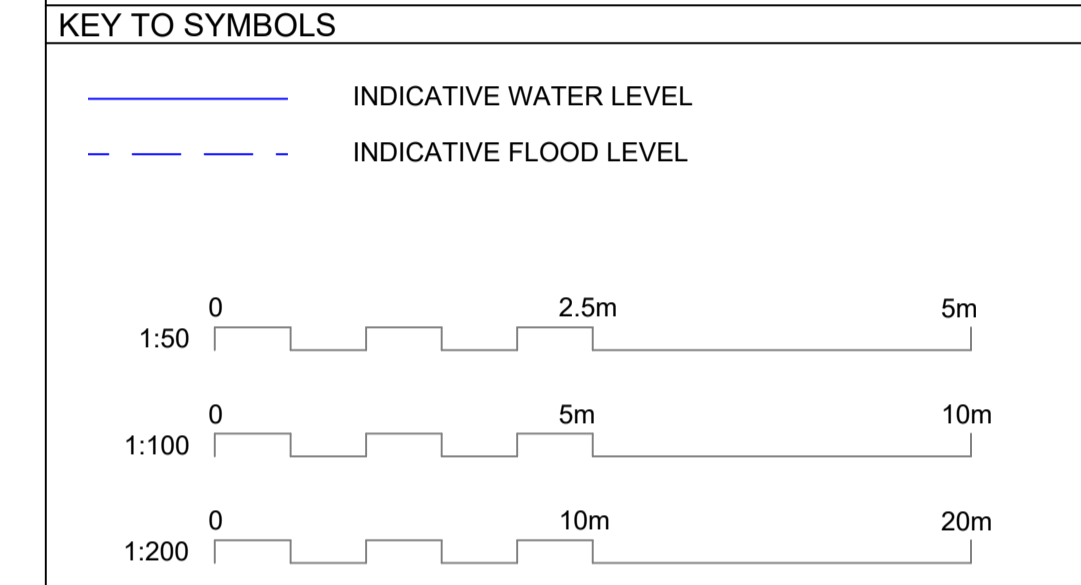 KEY TO SYMBOLS
INDICATIVE WATER LEVEL
INDICATIVE FLOOD LEVEL
0 2.5m 5m
1:50
0 5m 10m
1:100
0 10m 20m
1:200